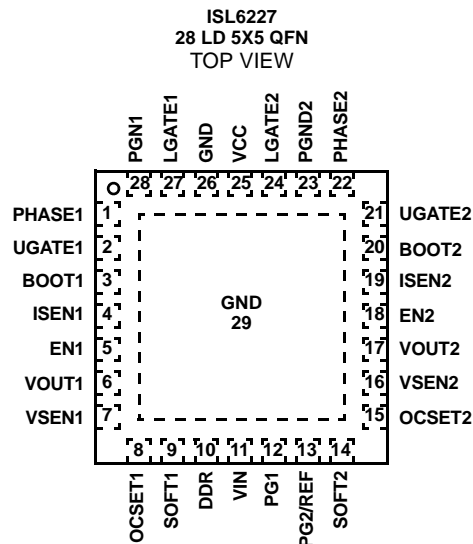 ISL6227
28 LD 5X5 QFN
TOP VIEW
PGN1
LGATE1
GND
VCC
LGATE2
PGND2
PHASE2
28 27 26 25 24 23 22
PHASE1 1
UGATE1 2
BOOT1 3
ISEN1 4
EN1 5
VOUT1 6
VSEN1 7
GND
29
21 UGATE2
20 BOOT2
19 ISEN2
18 EN2
17 VOUT2
16 VSEN2
15 OCSET2
8 9 10 11 12 13 14
OCSET1
SOFT1
DDR
VIN
PG1
PG2/REF
SOFT2